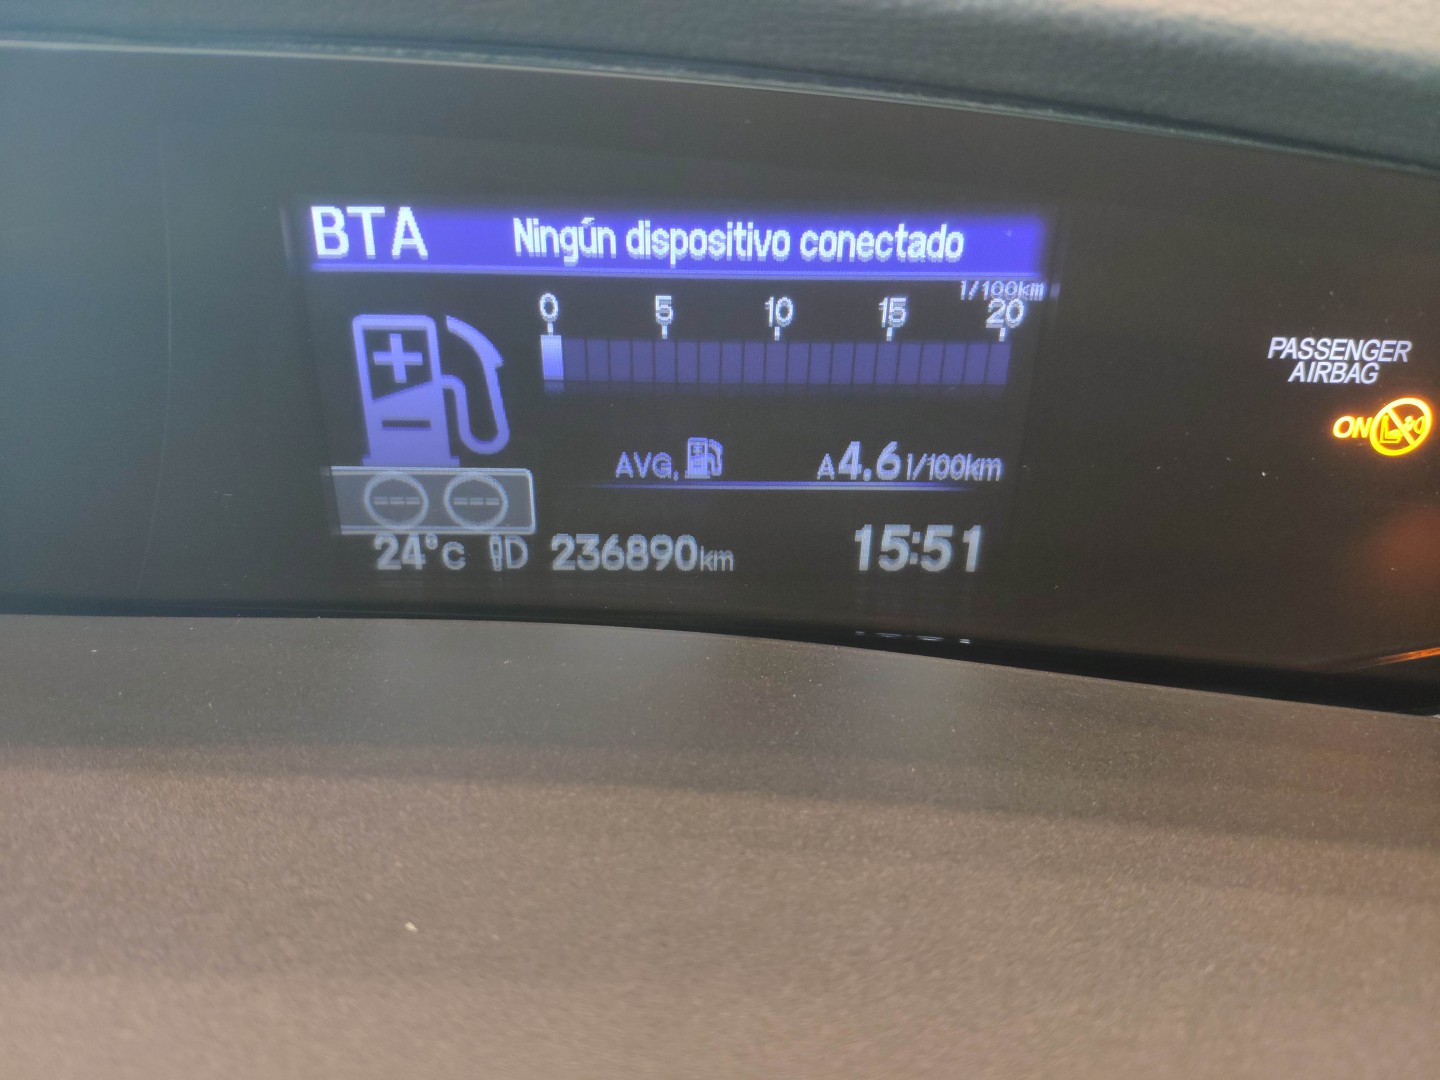 BTA Ningún dispositivo conectado
l/100km
0 5 10 15 20
PASSENGER
AIRBAG
ON
AVG. A4.6 l/100km
24°C D 236890km 15:51